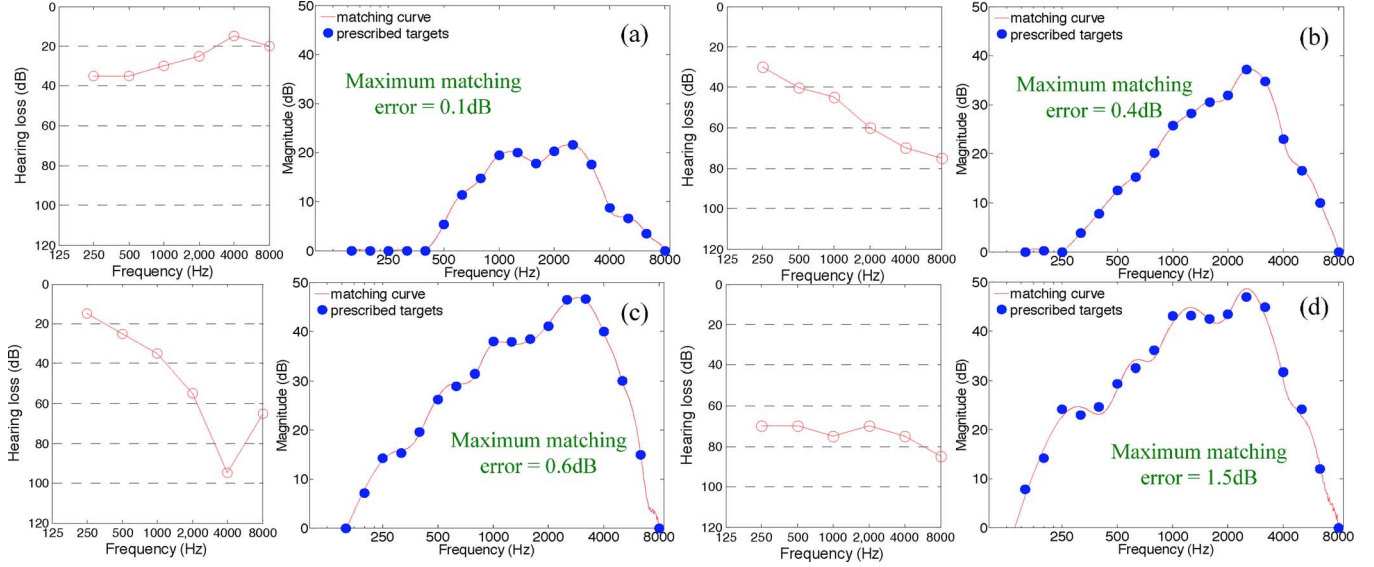 0
20
40
60
80
100
120
Hearing loss (dB)
125
250
500
1000
2000
4000
8000
Frequency (Hz)
50
40
30
20
10
0
Magnitude (dB)
matching curve
prescribed targets
(a)
Maximum matching
error = 0.1dB
250
500
1000
2000
4000
8000
Frequency (Hz)
0
20
40
60
80
100
120
Hearing loss (dB)
125
250
500
1000
2000
4000
8000
Frequency (Hz)
50
40
30
20
10
0
Magnitude (dB)
matching curve
prescribed targets
(b)
Maximum matching
error = 0.4dB
250
500
1000
2000
4000
8000
Frequency (Hz)
0
20
40
60
80
100
120
Hearing loss (dB)
125
250
500
1000
2,000
4000
8000
Frequency (Hz)
50
40
30
20
10
0
Magnitude (dB)
matching curve
prescribed targets
(c)
Maximum matching
error = 0.6dB
250
500
1000
2000
4000
8000
Frequency (Hz)
0
20
40
60
80
100
120
Hearing loss (dB)
125
250
500
1000
2,000
4000
8000
Frequency (Hz)
50
40
30
20
10
0
Magnitude (dB)
matching curve
prescribed targets
(d)
Maximum matching
error = 1.5dB
250
500
1000
2000
4000
8000
Frequency (Hz)